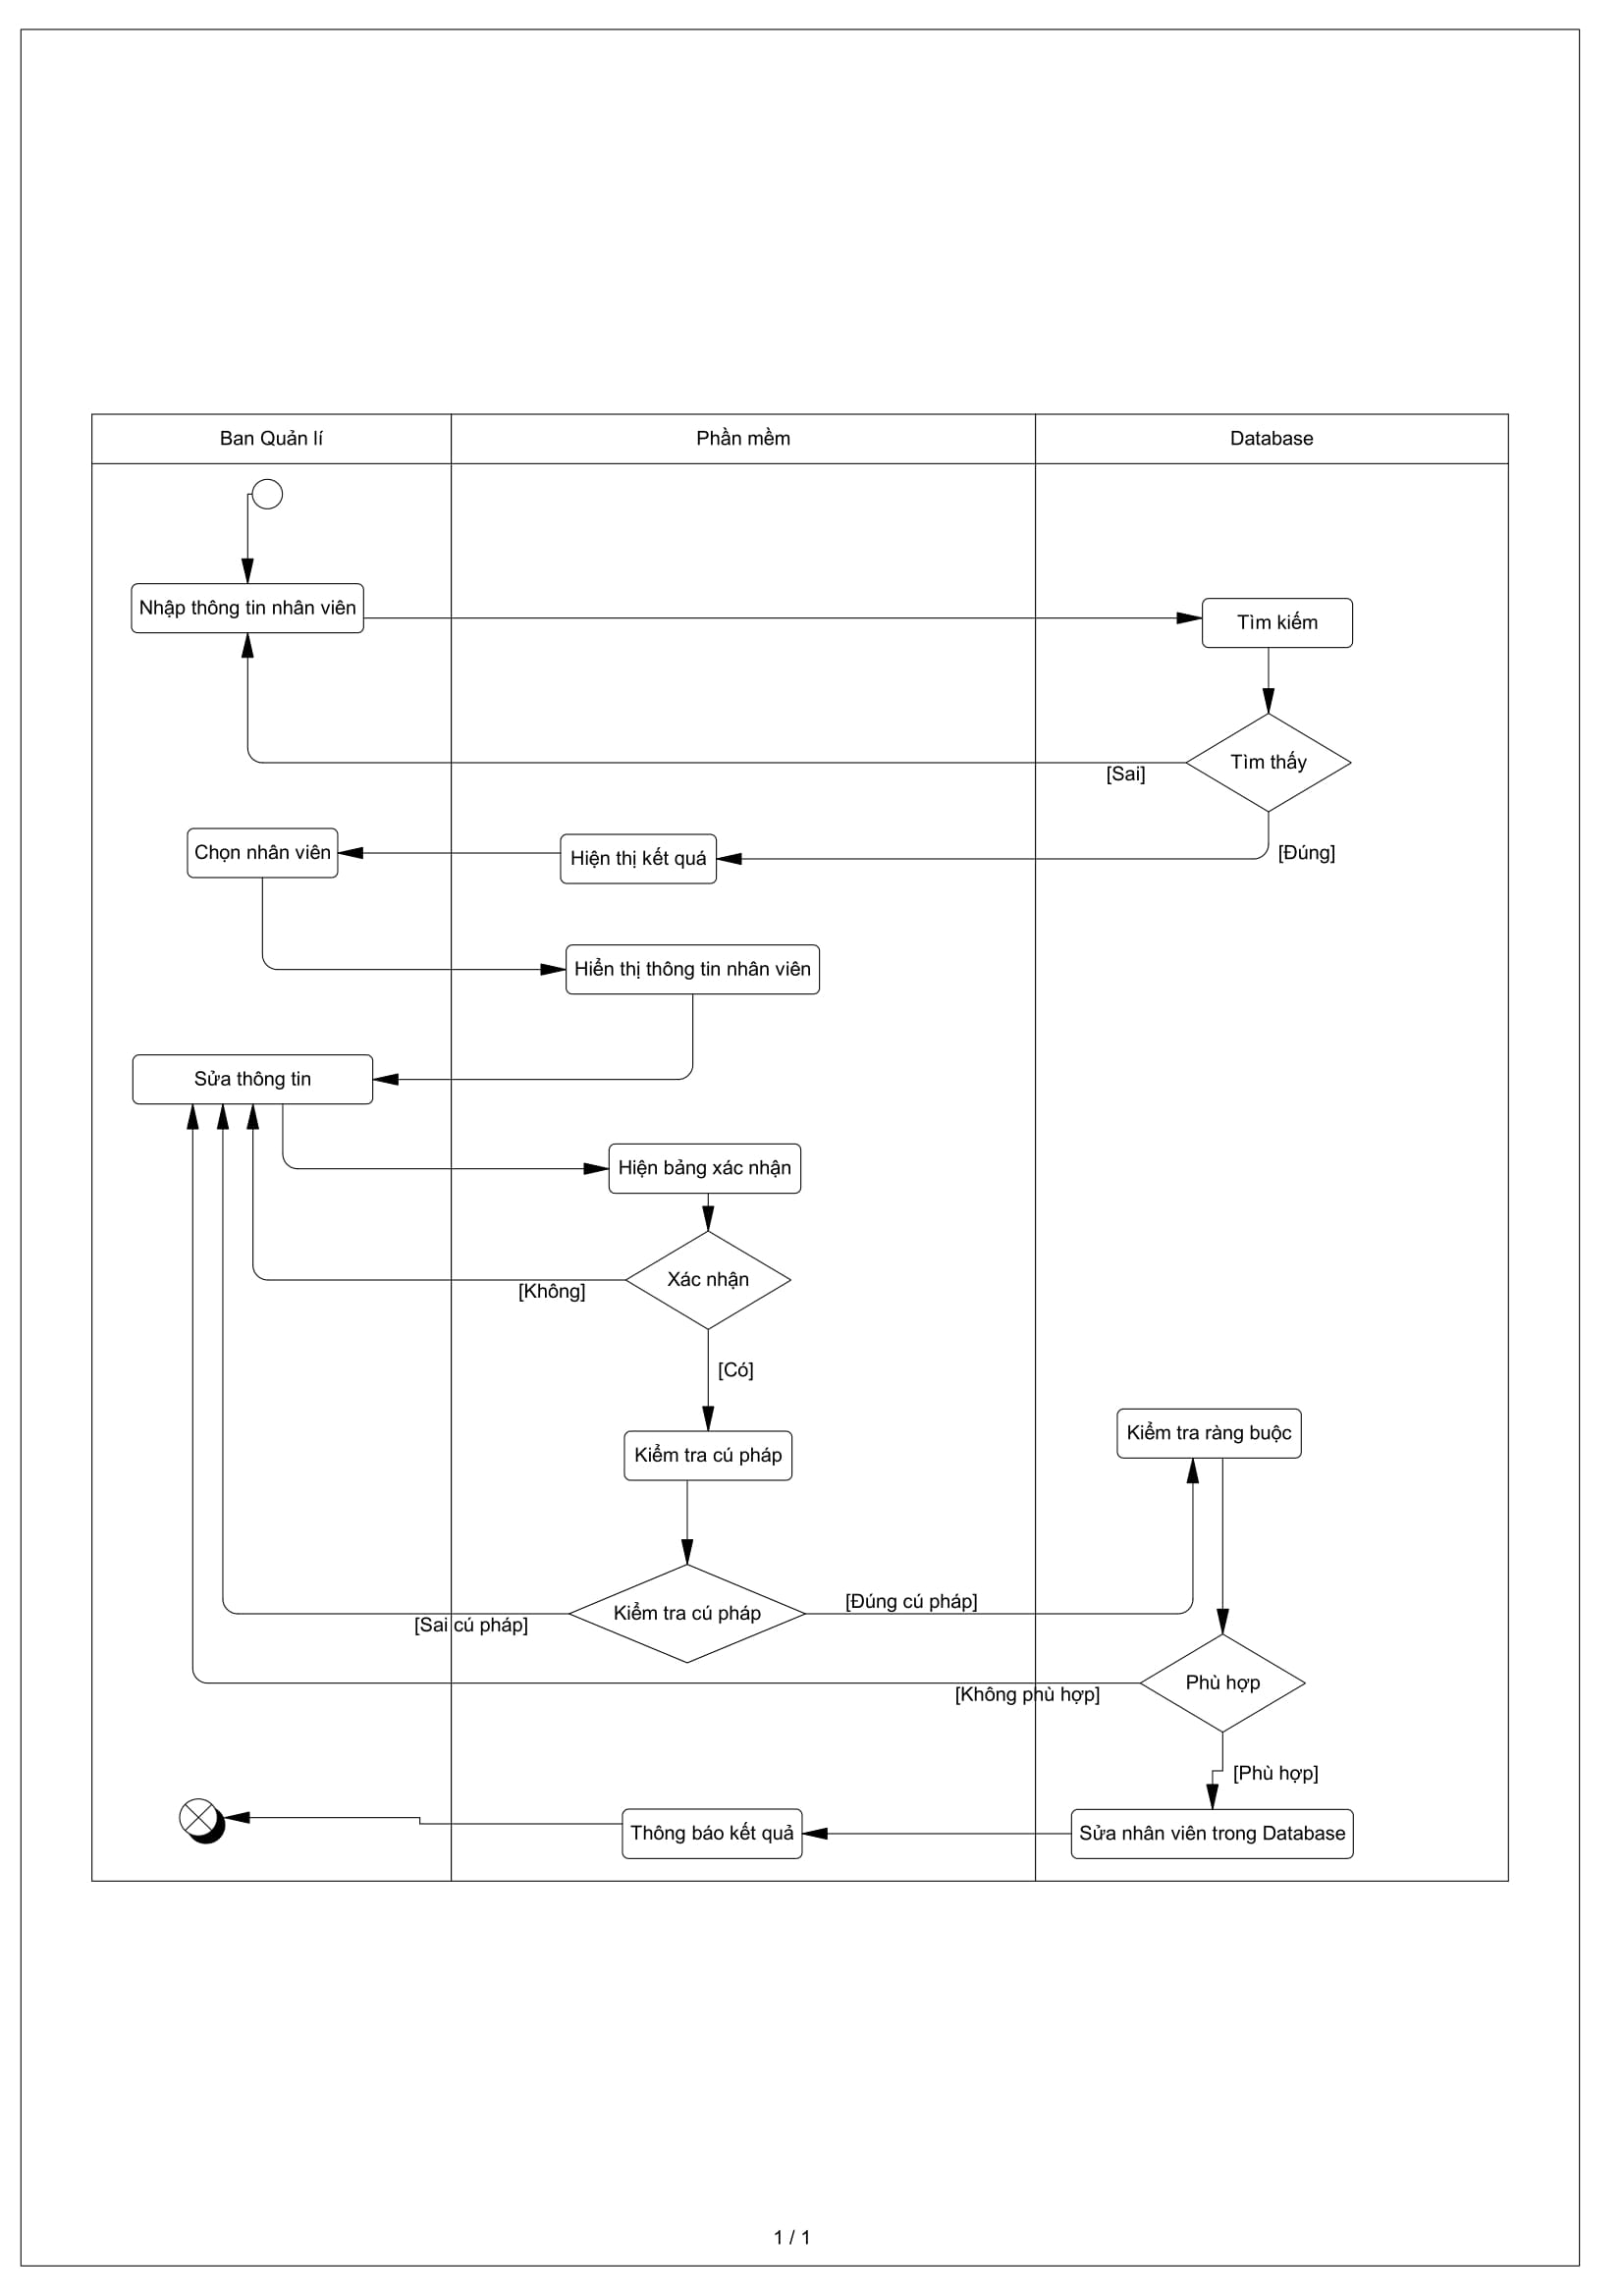 Ban Quản lí
Phần mềm
Database
Nhập thông tin nhân viên
Tìm kiếm
Tìm thấy
[Sai]
[Đúng]
Chọn nhân viên
Hiện thị kết quá
Hiển thị thông tin nhân viên
Sửa thông tin
Hiện bảng xác nhận
Xác nhận
[Không]
[Có]
Kiểm tra ràng buộc
Kiểm tra cú pháp
[Đúng cú pháp]
Kiểm tra cú pháp
[Sai cú pháp]
Phù hợp
[Không phù hợp]
[Phù hợp]
Thông báo kết quả
Sửa nhân viên trong Database
1 / 1